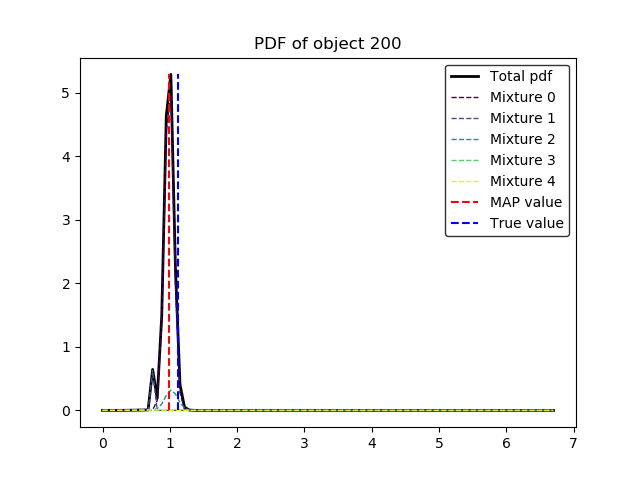 PDF of object 200
Total pdf
Mixture 0
Mixture 1
Mixture 2
Mixture 3
Mixture 4
MAP value
True value
5
4
3
2
1
0
0 1 2 3 4 5 6 7